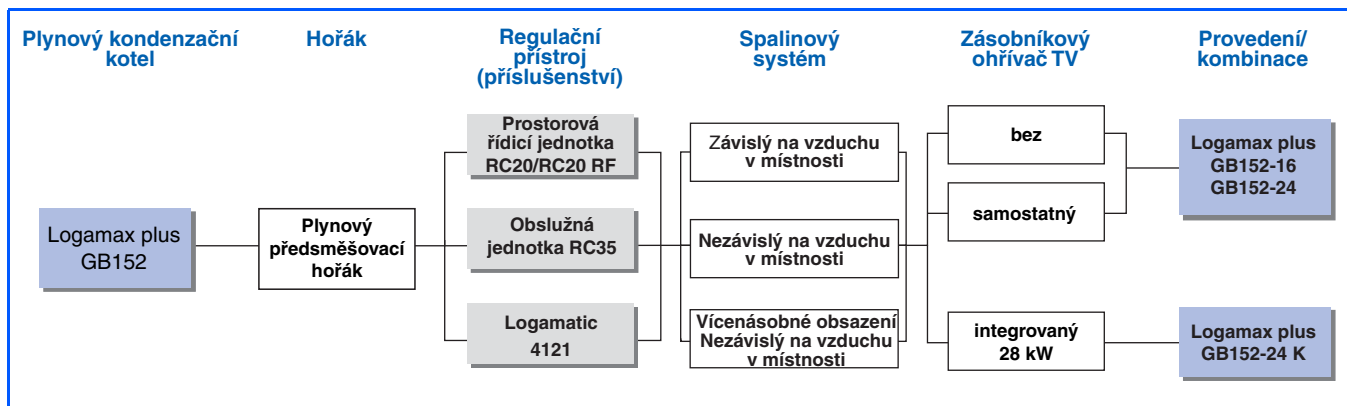 Plynový kondenzační
kotel
Hořák
Regulační
přístroj
(příslušenství)
Spalinový
systém
Zásobníkový
ohřívač TV
Provedení/
kombinace
Logamax plus
GB152
Plynový
předsměšovací
hořák
Prostorová
řídicí jednotka
RC20/RC20 RF
Obslužná
jednotka RC35
Logamatic
4121
Závislý na vzduchu
v místnosti
Nezávislý na vzduchu
v místnosti
Vícenásobné obsazení
Nezávislý na vzduchu
v místnosti
bez
samostatný
integrovaný
28 kW
Logamax plus
GB152-16
GB152-24
Logamax plus
GB152-24 K